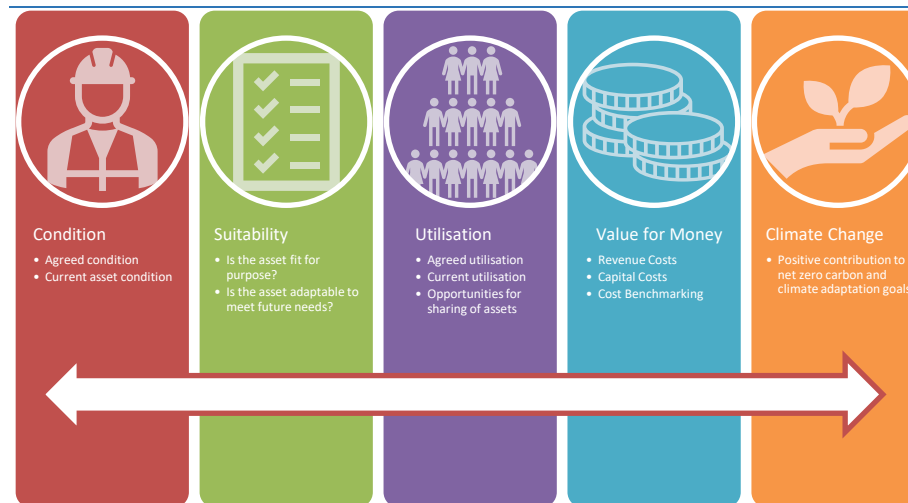 Condition
• Agreed condition
• Current asset condition
Suitability
• Is the asset fit for
purpose?
• Is the asset adaptable to
meet future needs?
Utilisation
• Agreed utilisation
• Current utilisation
• Opportunities for
sharing of assets
Value for Money
• Revenue Costs
• Capital Costs
• Cost Benchmarking
Climate Change
• Positive contribution to
net zero carbon and
climate adaptation goals